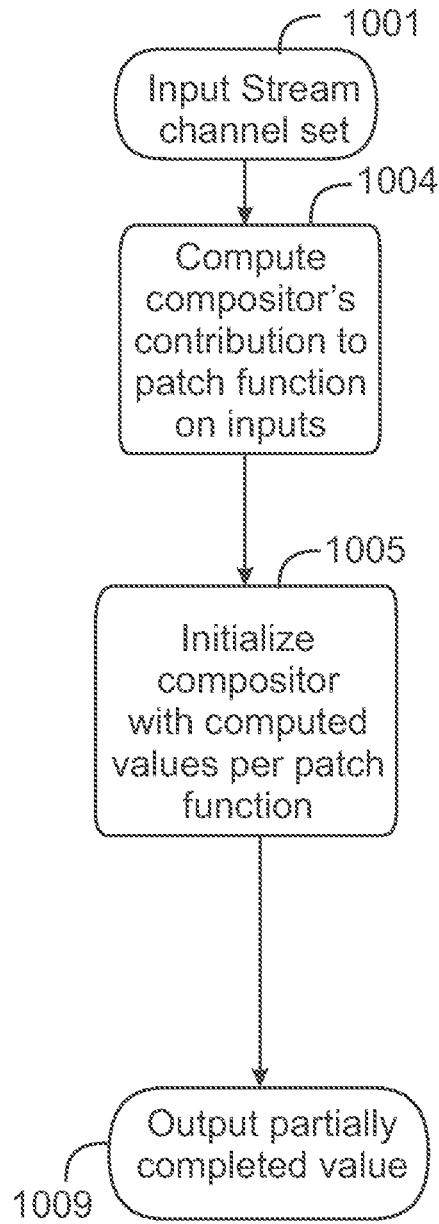 1001
Input Stream
channel set
1004
Compute
compositor's
contribution to
patch function
on inputs
1005
Initialize
compositor
with computed
values per patch
function
Output partially
completed value
1009